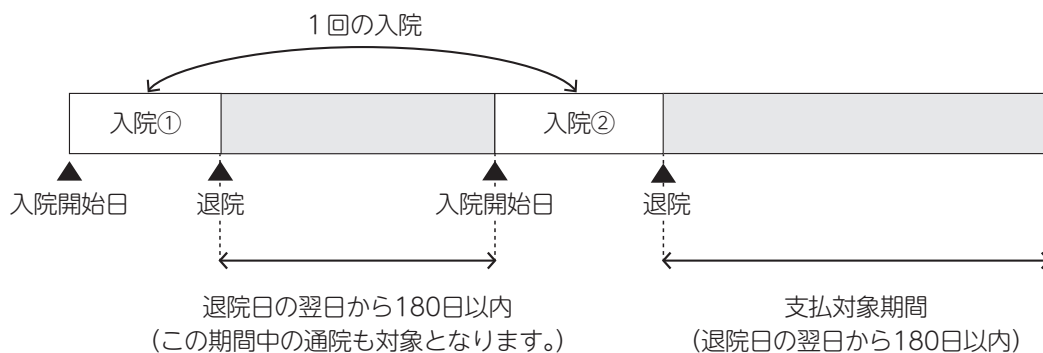 1回の入院
入院① 入院②
▲ ▲ ▲ ▲
入院開始日 退院 入院開始日 退院
退院日の翌日から180日以内 支払対象期間
（この期間中の通院も対象となります。） （退院日の翌日から180日以内）